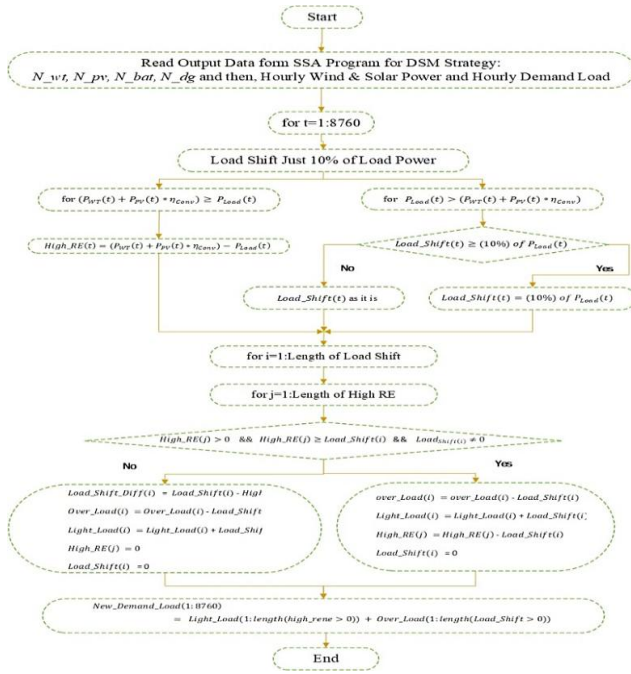 Start
Read Output Data form SSA Program for DSM Strategy:
N_wt, N_pv, N_bat, N_dg and then, Hourly Wind & Solar Power and Hourly Demand Load
for t=1:8760
Load Shift Just 10% of Load Power
for (P_WT(t) + P_PV(t) * η_Conv) ≥ P_Load(t)
for P_Load(t) > (P_WT(t) + P_PV(t) * η_Conv)
High_RE(t) = (P_WT(t) + P_PV(t) * η_Conv) − P_Load(t)
Load_Shift(t) ≥ (10%) of P_Load(t)
No
Yes
Load_Shift(t) as it is
Load_Shift(t) = (10%) of P_Load(t)
for i=1:Length of Load Shift
for j=1:Length of High RE
High_RE(j) > 0 && High_RE(j) ≥ Load_Shift(i) && Load_Shift(i) ≠ 0
No
Yes
Load_Shift_Diff(i) = Load_Shift(i) - High
Over_Load(i) = Over_Load(i) - Load_Shift
Light_Load(i) = Light_Load(i) + Load_Shif
High_RE(j) = 0
Load_Shift(i) = 0
over_Load(i) = over_Load(i) - Load_Shift(i)
Light_Load(i) = Light_Load(i) + Load_Shift(i)
High_RE(j) = High_RE(j) - Load_Shift(i)
Load_Shift(i) = 0
New_Demand_Load(1:8760)
= Light_Load(1:length(high_rene > 0)) + Over_Load(1:length(Load_Shift > 0))
End